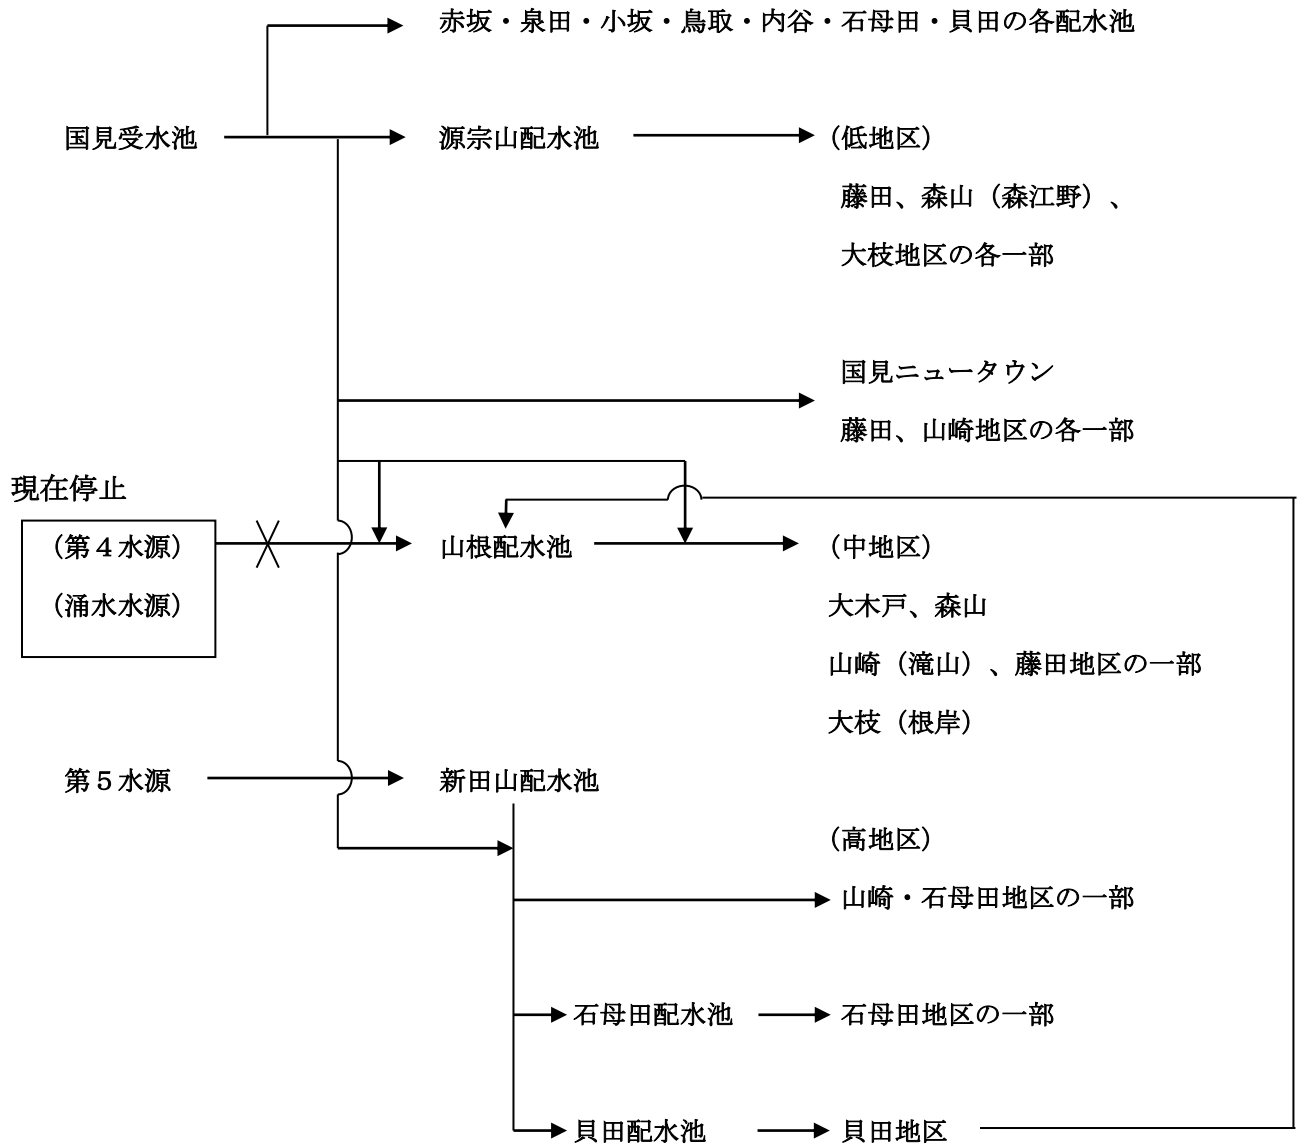 赤坂・泉田・小坂・鳥取・内谷・石母田・貝田の各配水池
国見受水池
源宗山配水池
（低地区）
藤田、森山（森江野）、
大枝地区の各一部
国見ニュータウン
藤田、山崎地区の各一部
現在停止
（第４水源）
（涌水水源）
山根配水池
（中地区）
大木戸、森山
山崎（滝山）、藤田地区の一部
大枝（根岸）
第５水源
新田山配水池
（高地区）
山崎・石母田地区の一部
石母田配水池
石母田地区の一部
貝田配水池
貝田地区